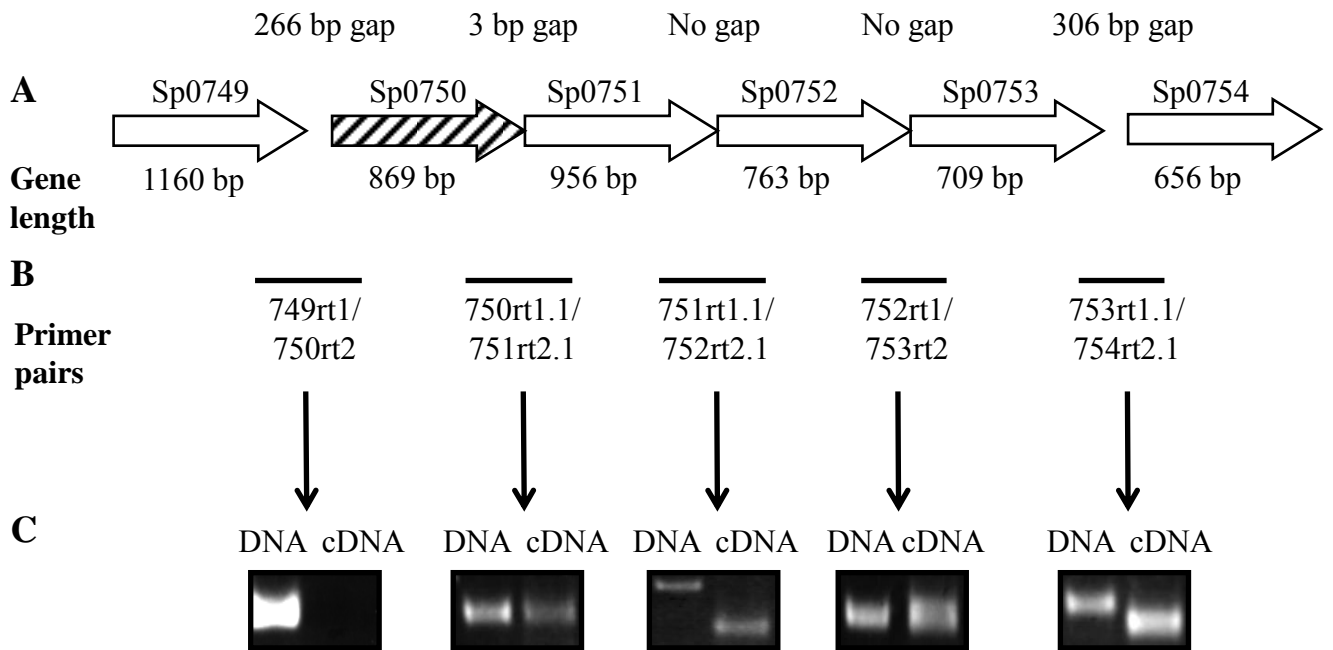 266 bp gap 3 bp gap No gap No gap 306 bp gap
A
Sp0749 Sp0750 Sp0751 Sp0752 Sp0753 Sp0754
Gene length
1160 bp 869 bp 956 bp 763 bp 709 bp 656 bp
B
Primer pairs
749rt1/ 750rt1.1/ 751rt1.1/ 752rt1/ 753rt1.1/
750rt2 751rt2.1 752rt2.1 753rt2 754rt2.1
C
DNA cDNA DNA cDNA DNA cDNA DNA cDNA DNA cDNA